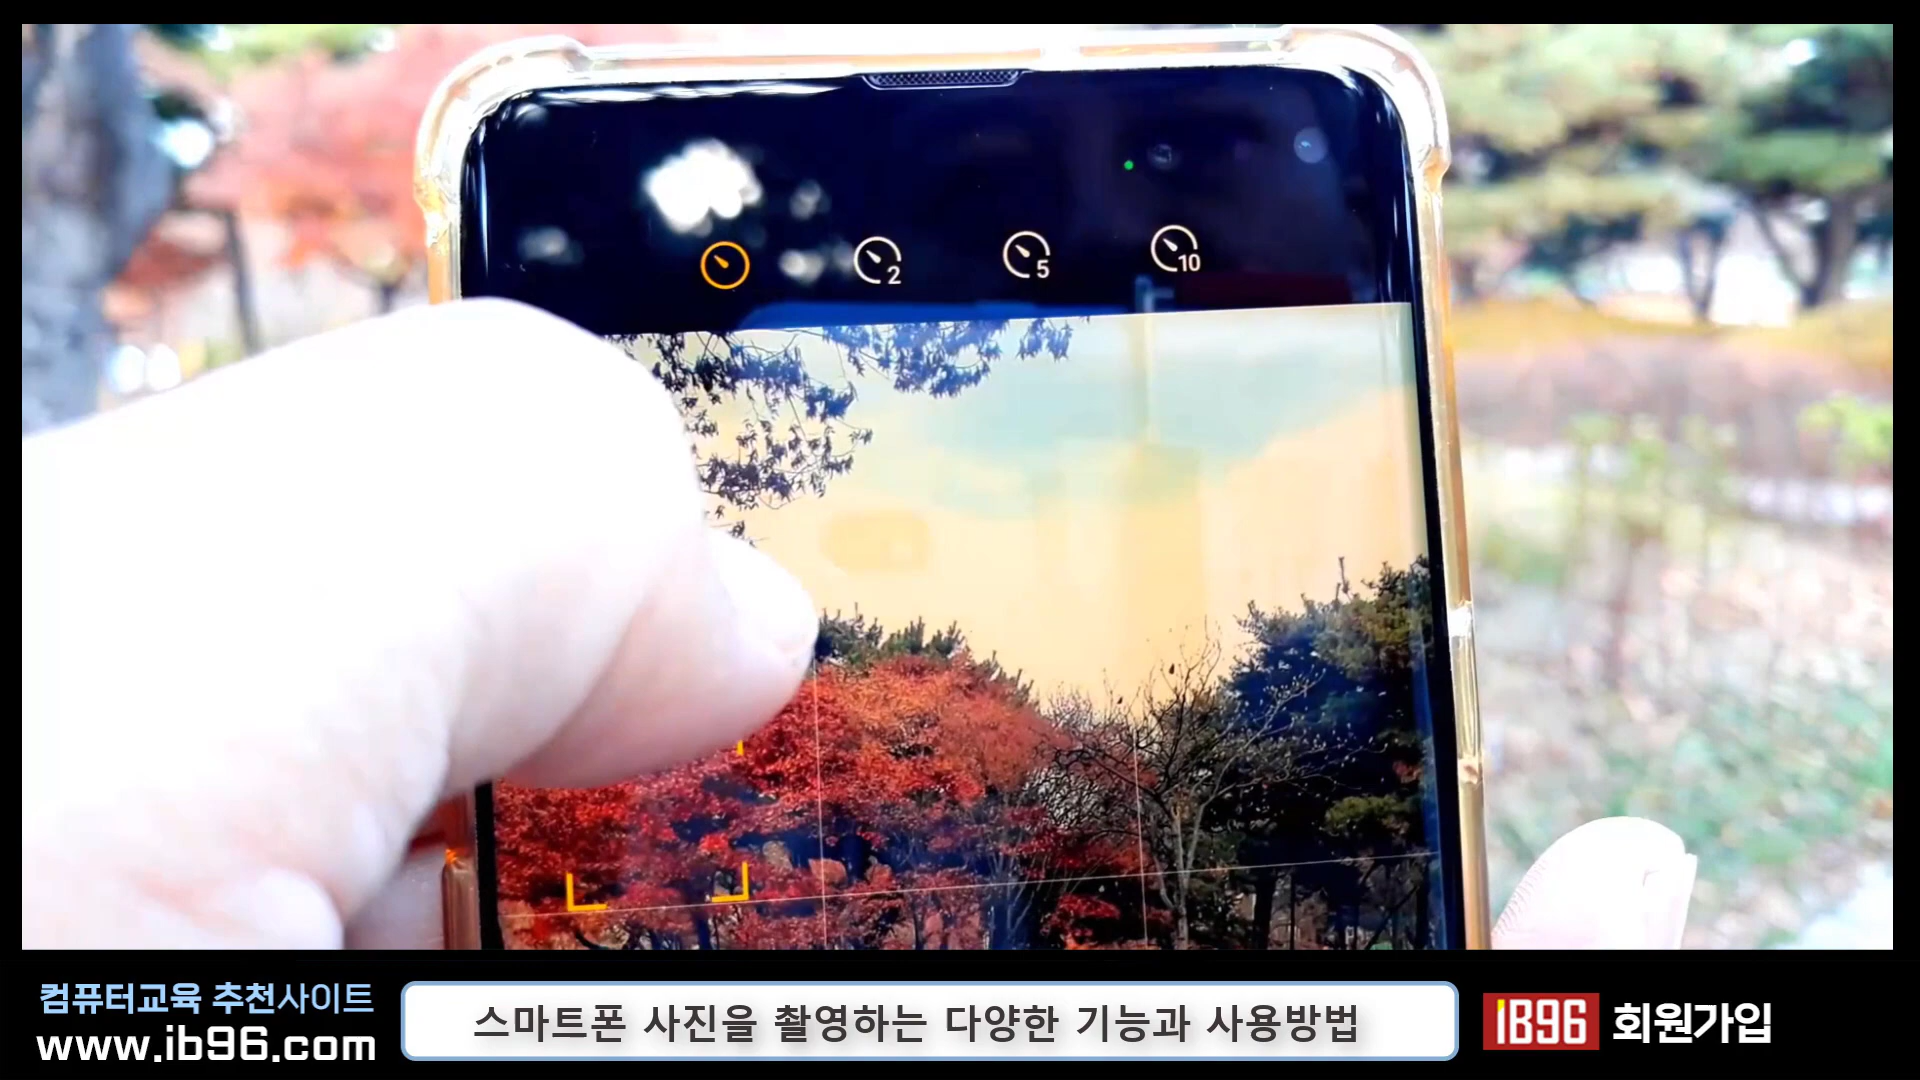 2
5
10
컴퓨터교육 추천사이트
www.ib96.com
스마트폰 사진을 촬영하는 다양한 기능과 사용방법
IB96 회원가입